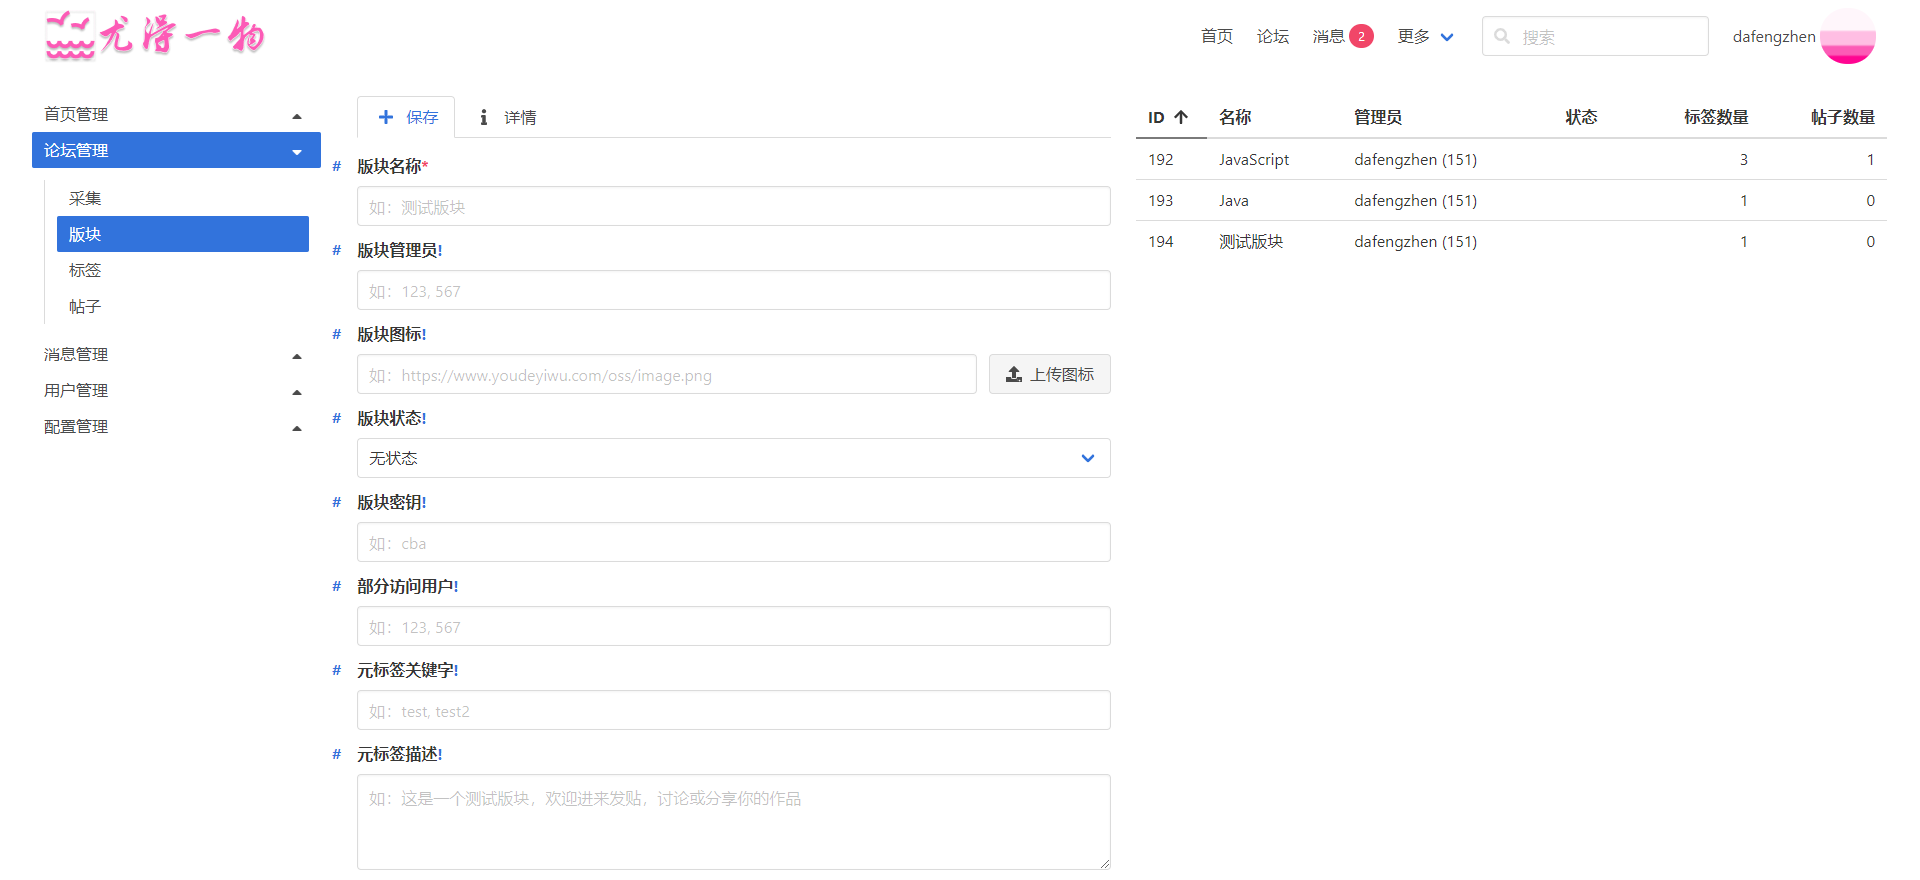 尤得一物
首页 论坛 消息 2 更多 搜索 dafengzhen
首页管理
论坛管理
采集
版块
标签
帖子
消息管理
用户管理
配置管理
保存 详情
# 版块名称*
如：测试版块
# 版块管理员!
如：123, 567
# 版块图标!
如：https://www.youdeyiwu.com/oss/image.png 上传图标
# 版块状态!
无状态
# 版块密钥!
如：cba
# 部分访问用户!
如：123, 567
# 元标签关键字!
如：test, test2
# 元标签描述!
如：这是一个测试版块，欢迎进来发贴，讨论或分享你的作品
ID 名称 管理员 状态 标签数量 帖子数量
192 JavaScript dafengzhen (151) 3 1
193 Java dafengzhen (151) 1 0
194 测试版块 dafengzhen (151) 1 0